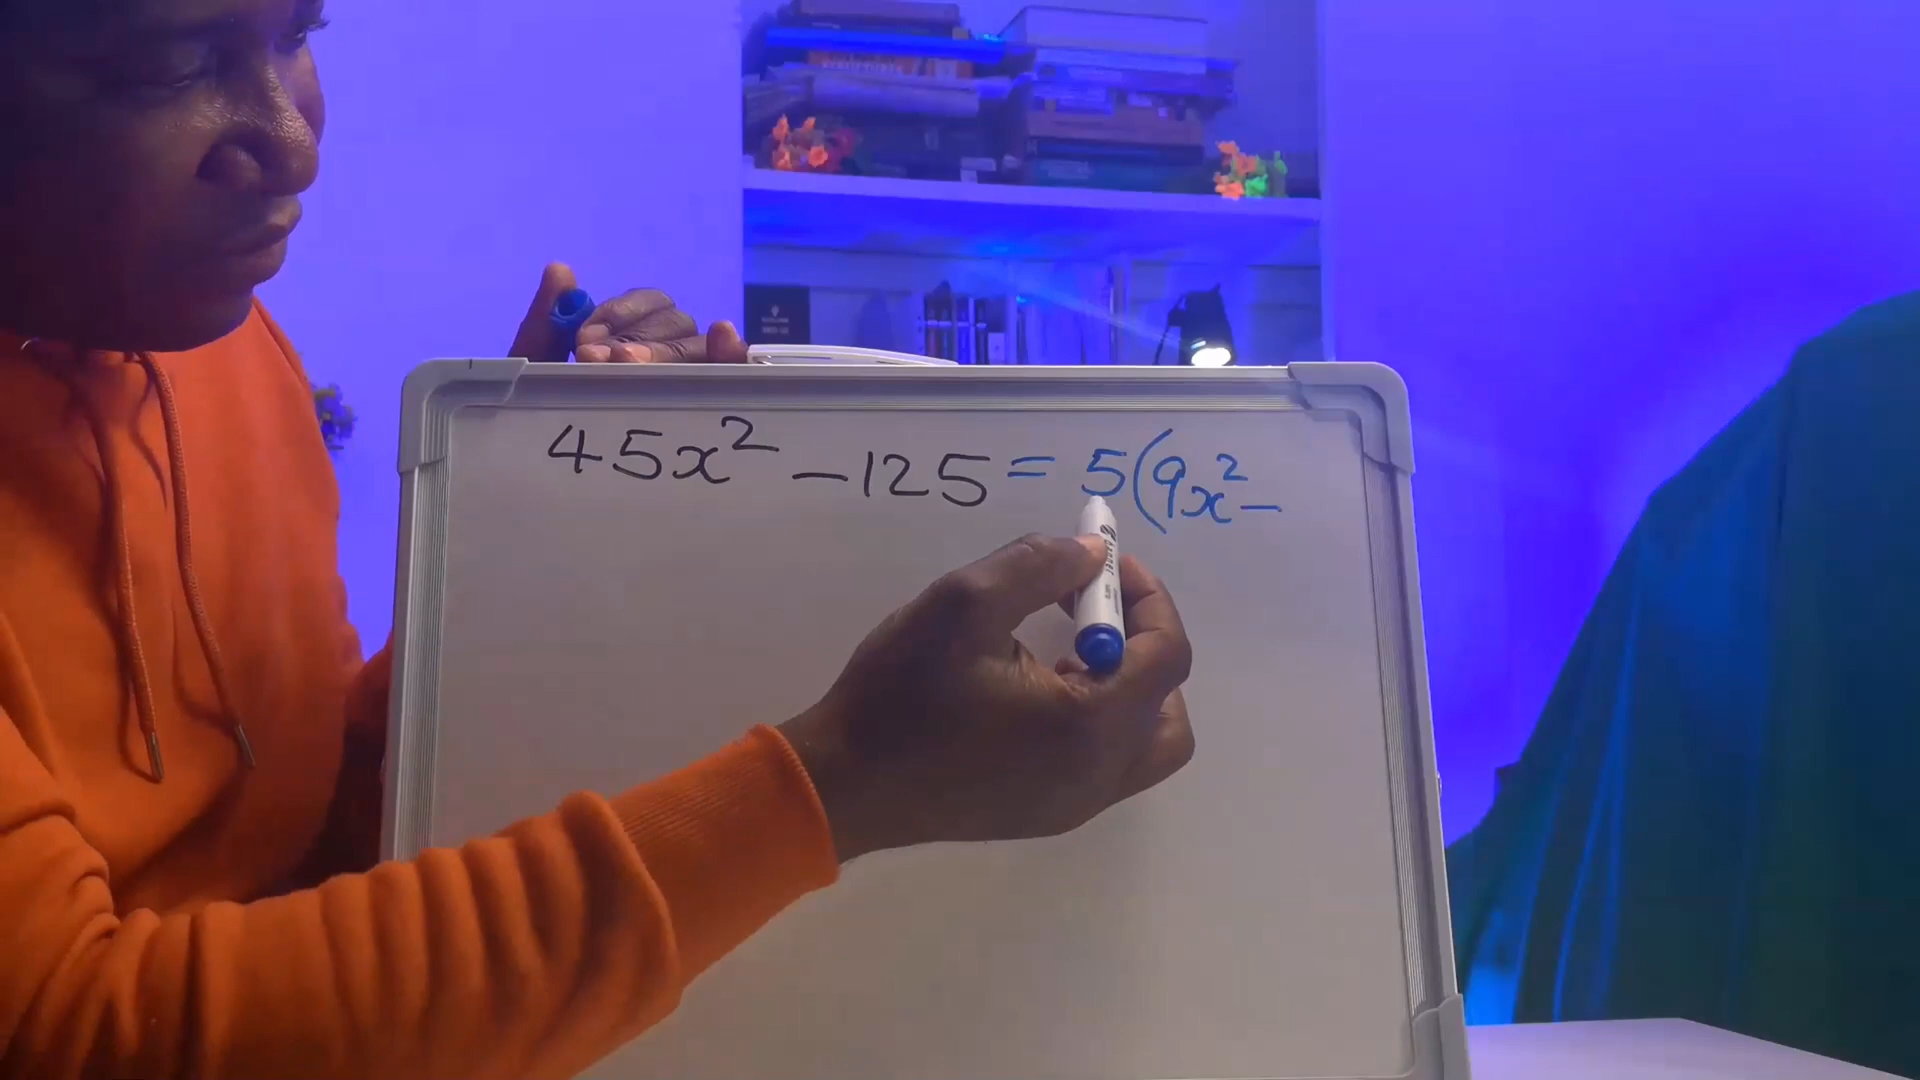 45x² - 125 = 5(9x² -